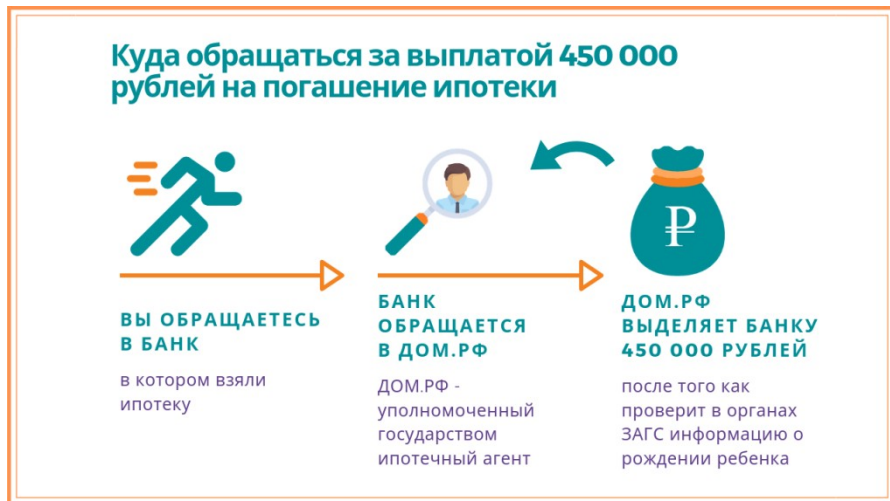 Куда обращаться за выплатой 450 000
рублей на погашение ипотеки
₽
ВЫ ОБРАЩАЕТЕСЬ
В БАНК
в котором взяли
ипотеку
БАНК
ОБРАЩАЕТСЯ
В ДОМ.РФ
ДОМ.РФ -
уполномоченный
государством
ипотечный агент
ДОМ.РФ
ВЫДЕЛЯЕТ БАНКУ
450 000 РУБЛЕЙ
после того как
проверит в органах
ЗАГС информацию о
рождении ребенка